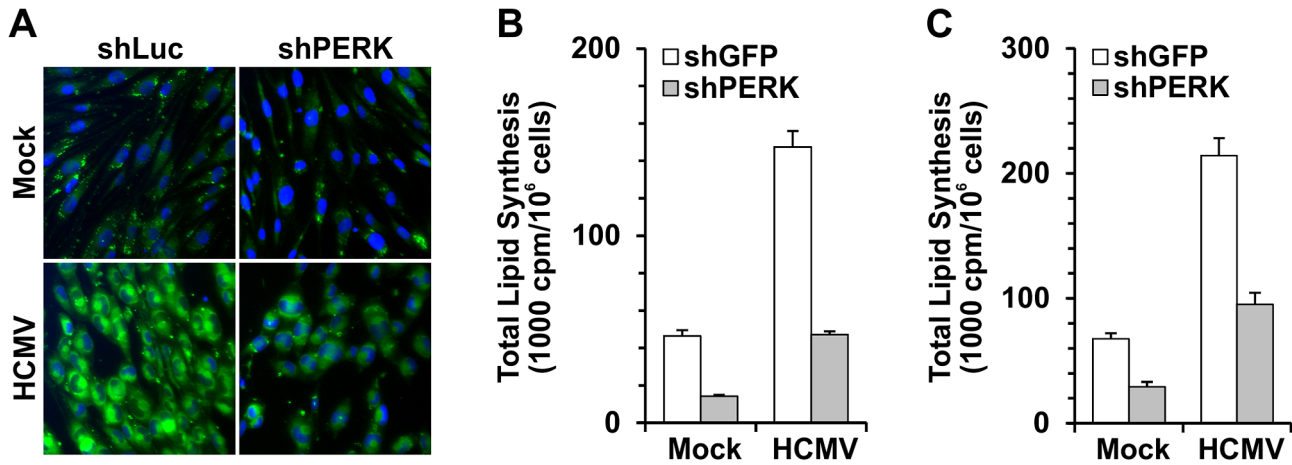 A
shLuc
shPERK
Mock
HCMV
B
Total Lipid Synthesis
(1000 cpm/10⁶ cells)
200
100
0
shGFP
shPERK
Mock
HCMV
C
Total Lipid Synthesis
(1000 cpm/10⁶ cells)
300
200
100
0
shGFP
shPERK
Mock
HCMV